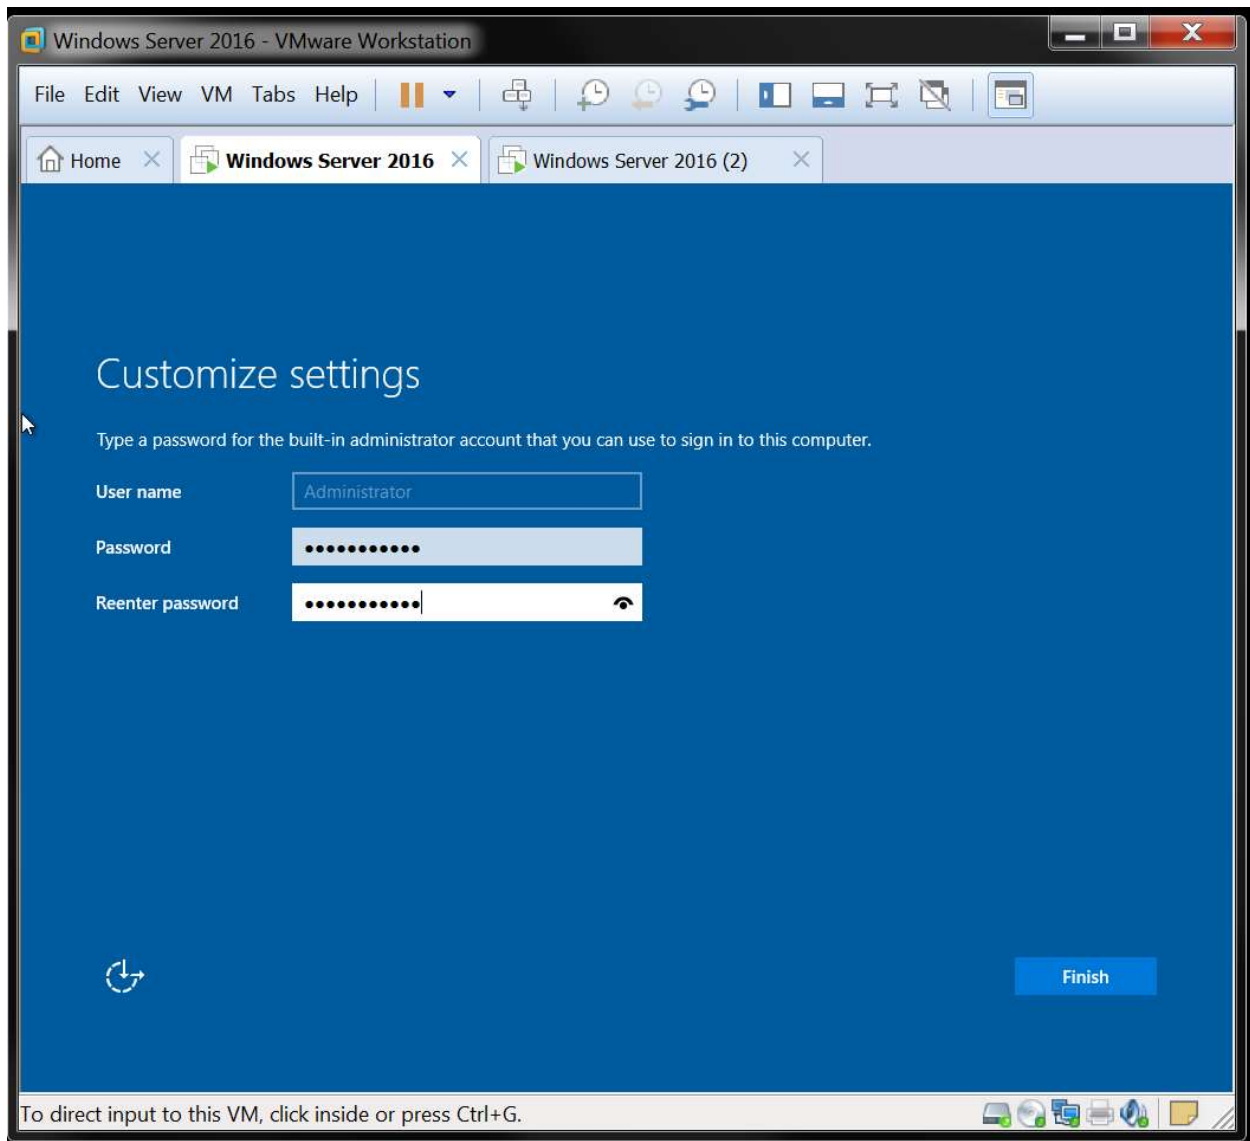 Windows Server 2016 - VMware Workstation
File Edit View VM Tabs Help
Home Windows Server 2016 Windows Server 2016 (2)
Customize settings
Type a password for the built-in administrator account that you can use to sign in to this computer.
User name Administrator
Password ●●●●●●●●●●●
Reenter password ●●●●●●●●●●●
Finish
To direct input to this VM, click inside or press Ctrl+G.